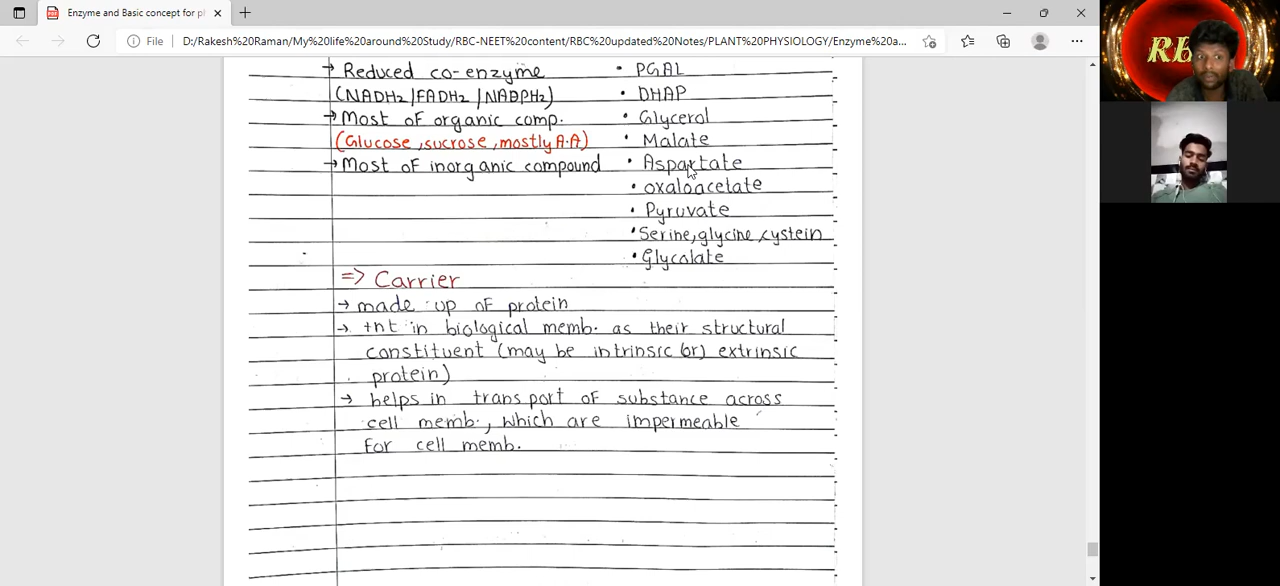 Enzyme and Basic concept for pl
File
D:/Rakesh%20Raman/My%20life%20around%20Study/RBC-NEET%20content/RBC%20updated%20Notes/PLANT%20PHYSIOLOGY/Enzyme%20a...
RB
→ Reduced co-enzyme
(NADH2/FADH2/NADPH2)
→ Most of organic comp.
(Glucose, sucrose, mostly A.A)
→ Most of inorganic compound
• PGAL
• DHAP
• Glycerol
• Malate
• Aspartate
• oxaloacetate
• Pyruvate
• Serine, glycine, cystein
• Glycolate
=> Carrier
→ made up of protein
→ +nt in biological memb. as their structural
constituent (may be intrinsic (or) extrinsic
protein)
→ helps in transport of substance across
cell memb., which are impermeable
For cell memb.